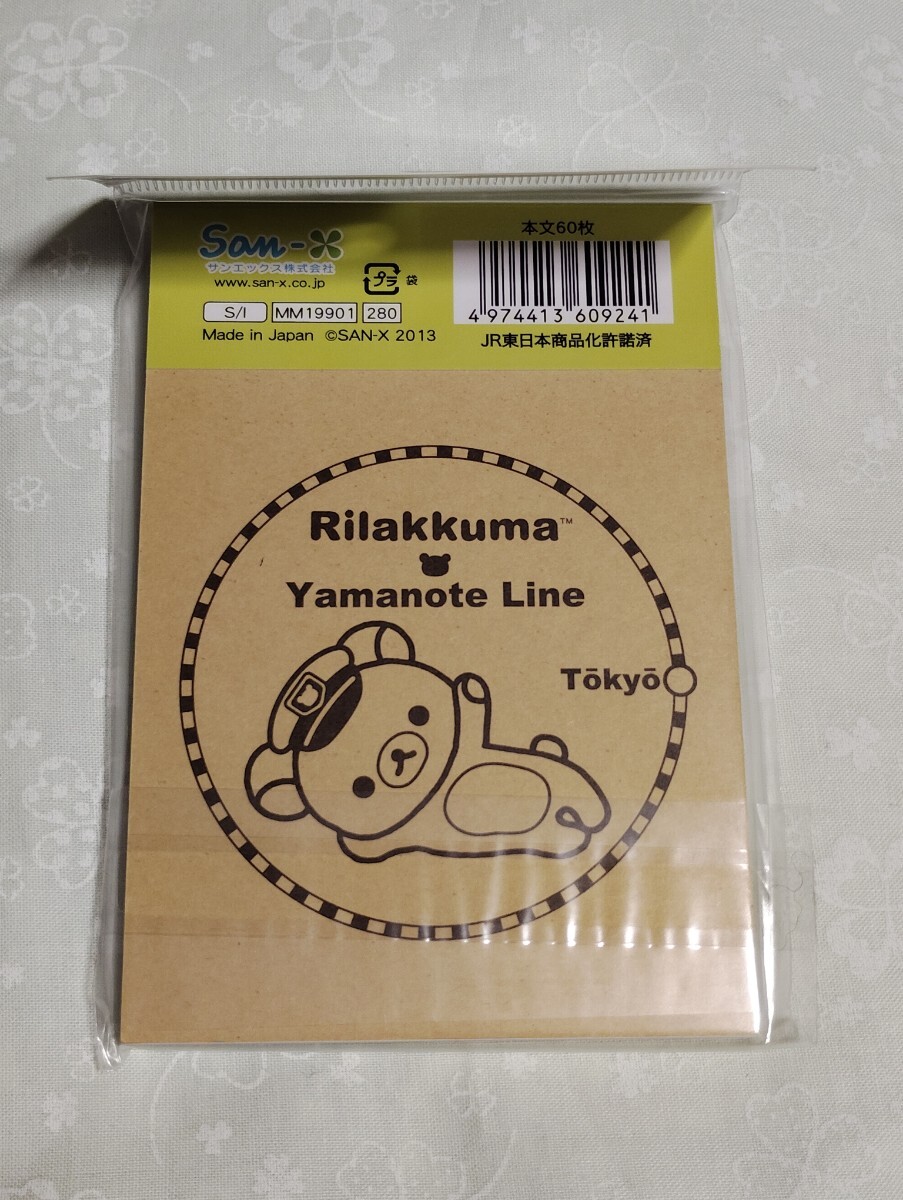 San-X
サンエックス株式会社
www.san-x.co.jp
プラ 袋
S/I MM19901 280
Made in Japan ©SAN-X 2013
本文60枚
4 974413 609241
JR東日本商品化許諾済
Rilakkuma™
Yamanote Line
Tōkyō